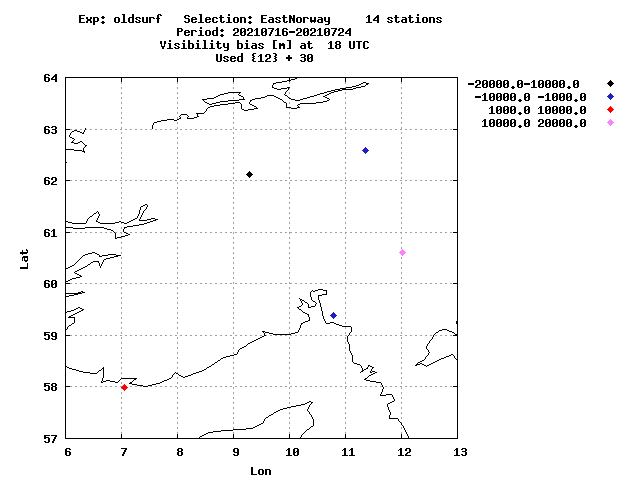 Exp: oldsurf   Selection: EastNorway     14 stations
Period: 20210716-20210724
Visibility bias [m] at  18 UTC
Used {12} + 30
-20000.0-10000.0
-10000.0 -1000.0
1000.0 10000.0
10000.0 20000.0
64
63
62
61
60
59
58
57
Lat
6 7 8 9 10 11 12 13
Lon